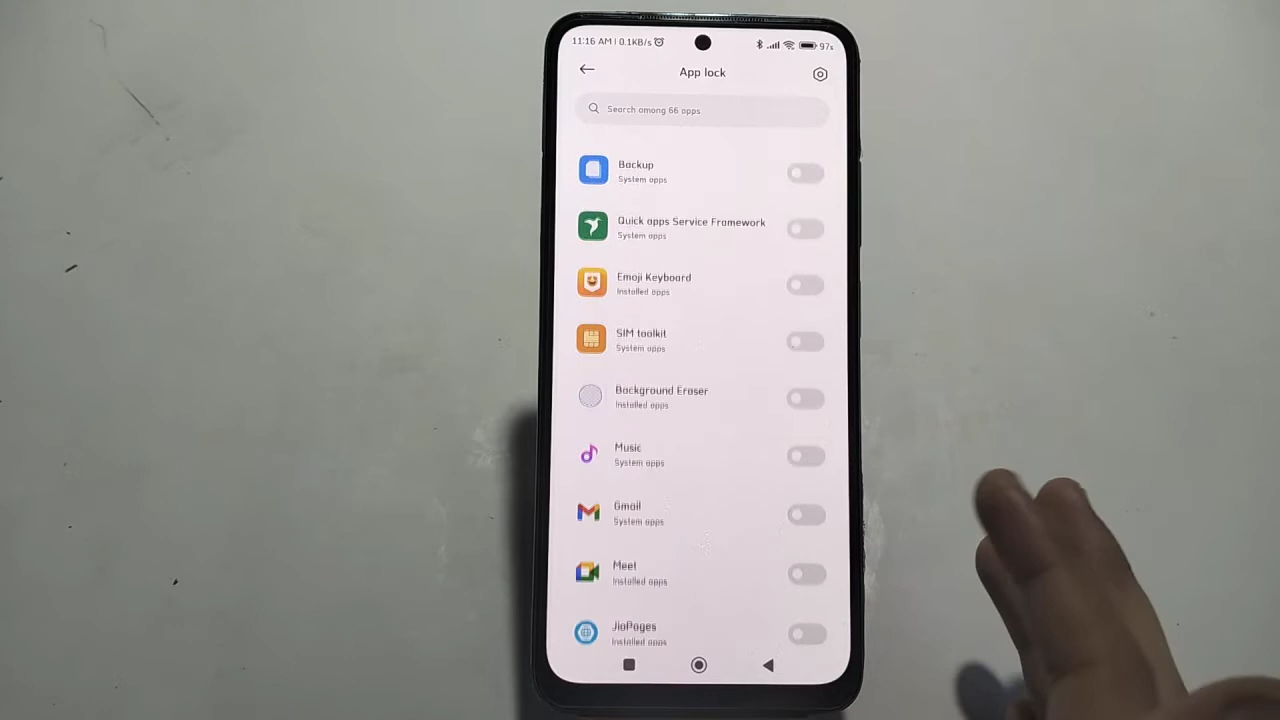 11:16 AM | 0.1KB/s
97%
App lock
Search among 66 apps
Backup
System apps
Quick apps Service Framework
System apps
Emoji Keyboard
Installed apps
SIM toolkit
System apps
Background Eraser
Installed apps
Music
System apps
Gmail
System apps
Meet
Installed apps
JioPages
Installed apps